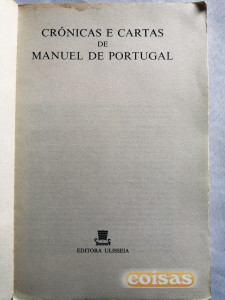 CRÓNICAS E CARTAS
DE
MANUEL DE PORTUGAL
EDITORA ULISSEIA
coisas